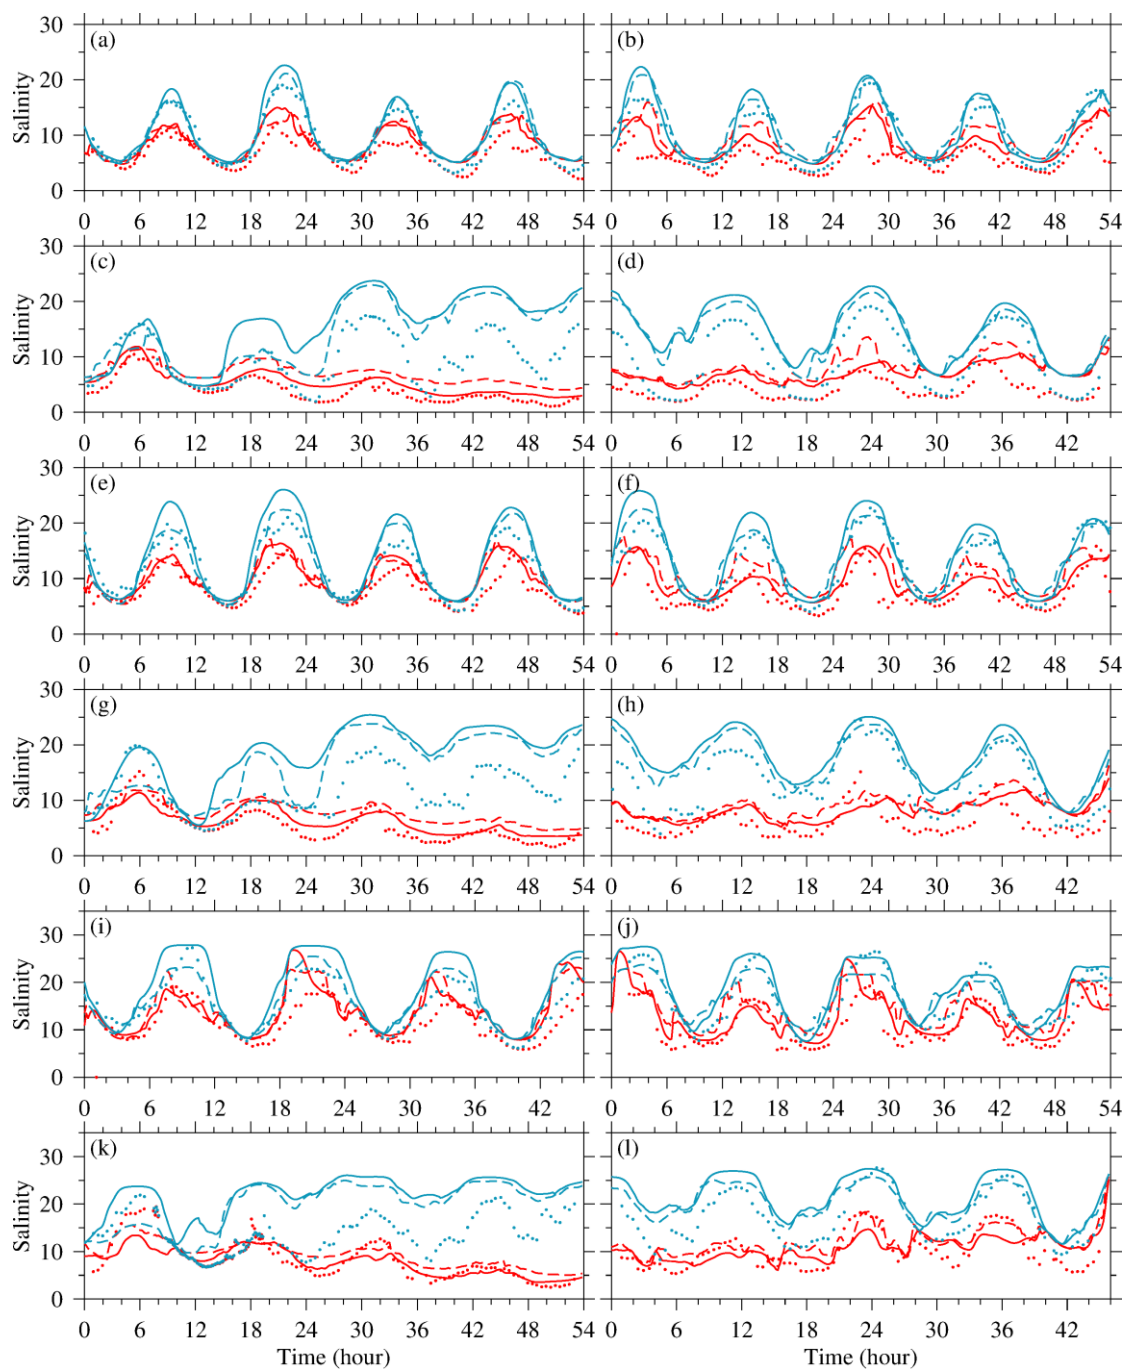 (a) (b)
Salinity 30 20 10 0
0 6 12 18 24 30 36 42 48 54 0 6 12 18 24 30 36 42 48 54
(c) (d)
Salinity 30 20 10 0
0 6 12 18 24 30 36 42 48 54 6 12 18 24 30 36 42
(e) (f)
Salinity 30 20 10 0
0 6 12 18 24 30 36 42 48 54 0 6 12 18 24 30 36 42 48 54
(g) (h)
Salinity 30 20 10 0
0 6 12 18 24 30 36 42 48 54 6 12 18 24 30 36 42
(i) (j)
Salinity 30 20 10 0
0 6 12 18 24 30 36 42 0 6 12 18 24 30 36 42 48 54
(k) (l)
Salinity 30 20 10 0
0 6 12 18 24 30 36 42 48 54 0 6 12 18 24 30 36 42
Time (hour) Time (hour)